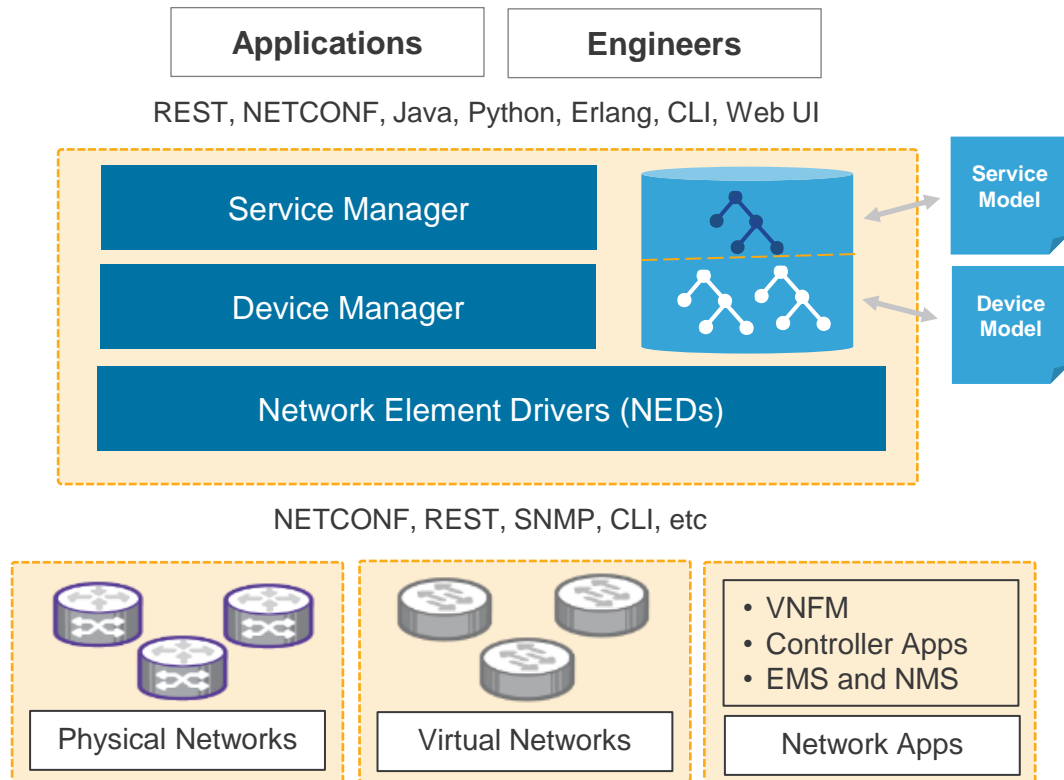 Applications
Engineers
REST, NETCONF, Java, Python, Erlang, CLI, Web UI
Service Manager
Device Manager
Network Element Drivers (NEDs)
Service
Model
Device
Model
NETCONF, REST, SNMP, CLI, etc
Physical Networks
Virtual Networks
• VNFM
• Controller Apps
• EMS and NMS
Network Apps